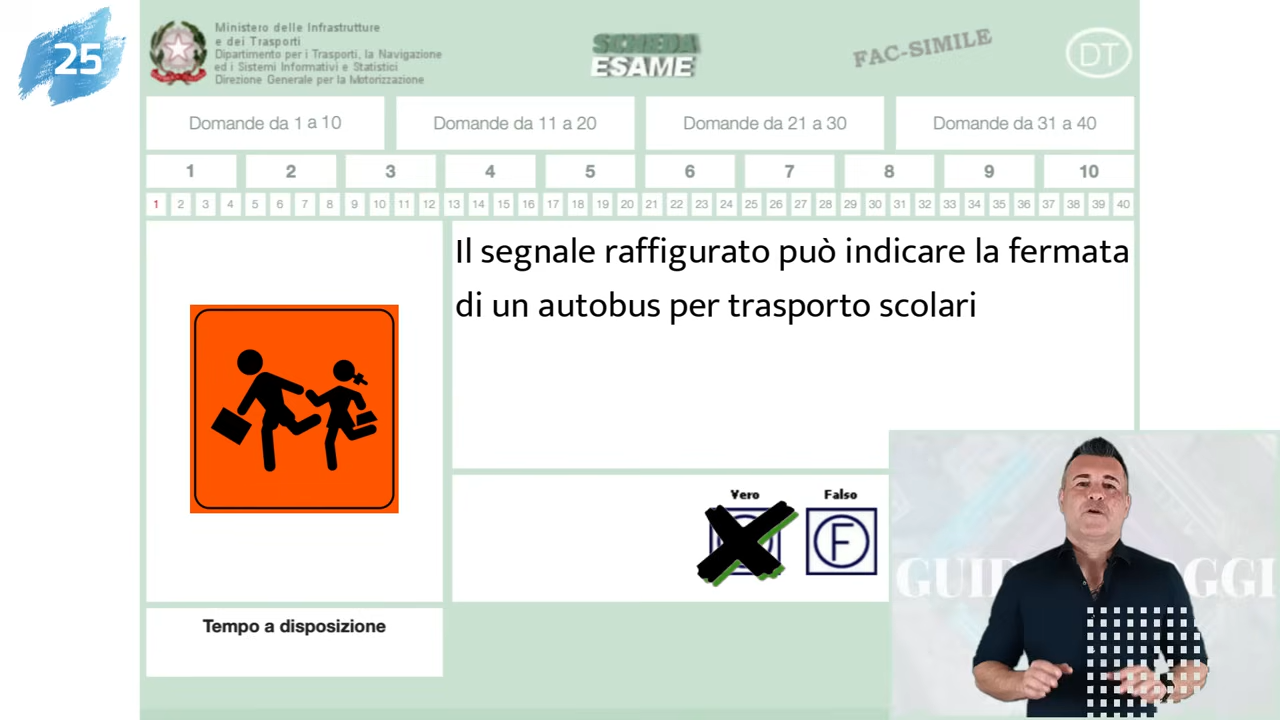 25
Ministero delle Infrastrutture
e dei Trasporti
Dipartimento per i Trasporti, la Navigazione
ed i Sistemi Informativi e Statistici
Direzione Generale per la Motorizzazione
SCHEDA
ESAME
FAC-SIMILE
DT
Domande da 1 a 10
Domande da 11 a 20
Domande da 21 a 30
Domande da 31 a 40
1 2 3 4 5 6 7 8 9 10
1 2 3 4 5 6 7 8 9 10 11 12 13 14 15 16 17 18 19 20 21 22 23 24 25 26 27 28 29 30 31 32 33 34 35 36 37 38 39 40
Il segnale raffigurato può indicare la fermata
di un autobus per trasporto scolari
Vero
Falso
F
Tempo a disposizione